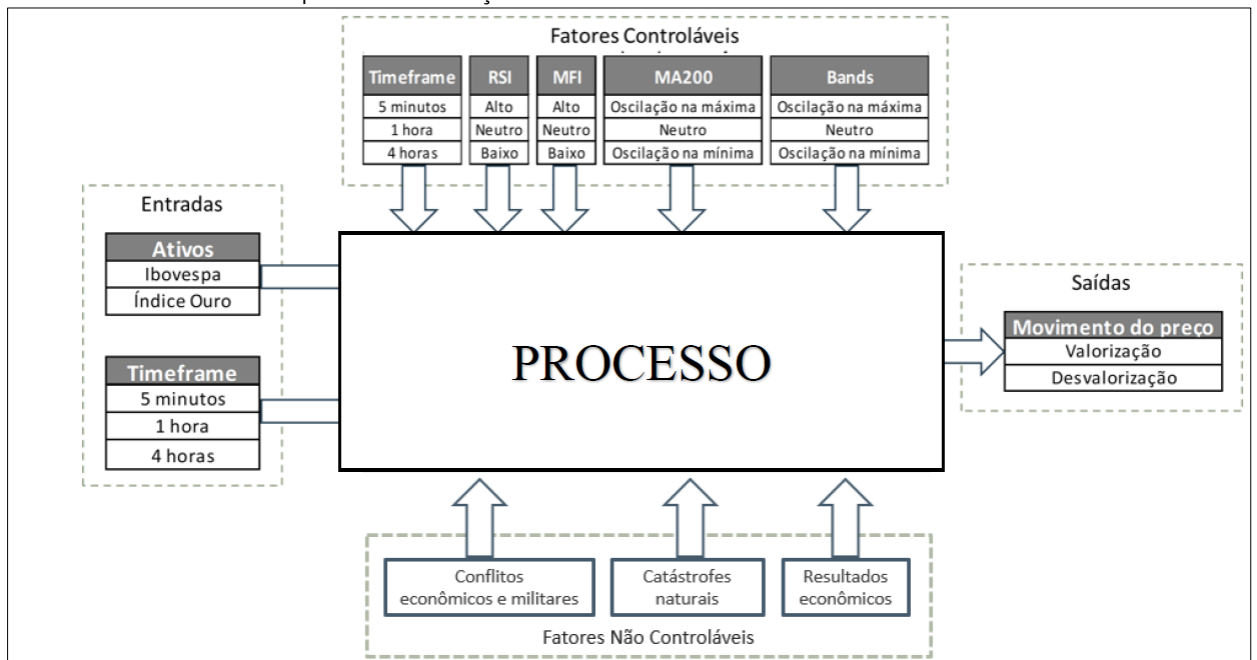 Fatores Controláveis
Timeframe RSI MFI MA200 Bands
5 minutos Alto Alto Oscilação na máxima Oscilação na máxima
1 hora Neutro Neutro Neutro Neutro
4 horas Baixo Baixo Oscilação na mínima Oscilação na mínima
Entradas
Ativos
Ibovespa
Índice Ouro
Timeframe
5 minutos
1 hora
4 horas
PROCESSO
Saídas
Movimento do preço
Valorização
Desvalorização
Conflitos
econômicos e militares
Catástrofes
naturais
Resultados
econômicos
Fatores Não Controláveis